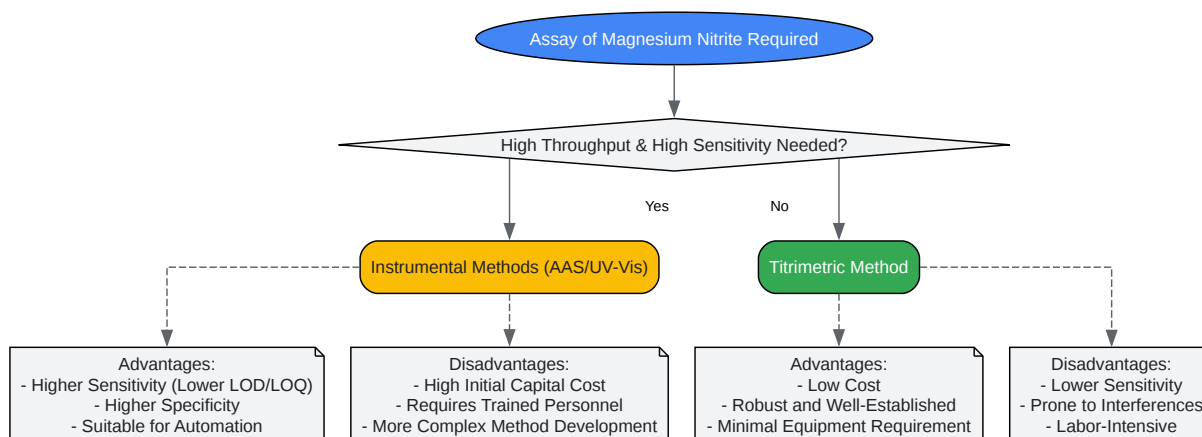 Assay of Magnesium Nitrite Required
High Throughput & High Sensitivity Needed?
Yes
No
Instrumental Methods (AAS/UV-Vis)
Titrimetric Method
Advantages:
- Higher Sensitivity (Lower LOD/LOQ)
- Higher Specificity
- Suitable for Automation
Disadvantages:
- High Initial Capital Cost
- Requires Trained Personnel
- More Complex Method Development
Advantages:
- Low Cost
- Robust and Well-Established
- Minimal Equipment Requirement
Disadvantages:
- Lower Sensitivity
- Prone to Interferences
- Labor-Intensive